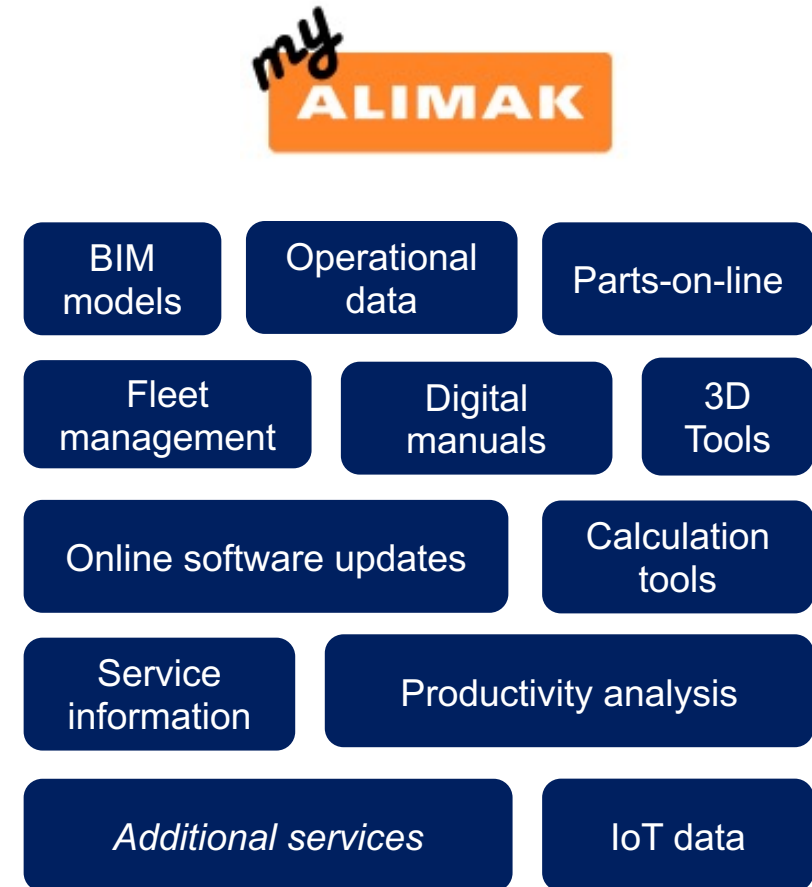 my
ALIMAK
BIM
models
Operational
data
Parts-on-line
Fleet
management
Digital
manuals
3D
Tools
Online software updates
Calculation
tools
Service
information
Productivity analysis
Additional services
IoT data